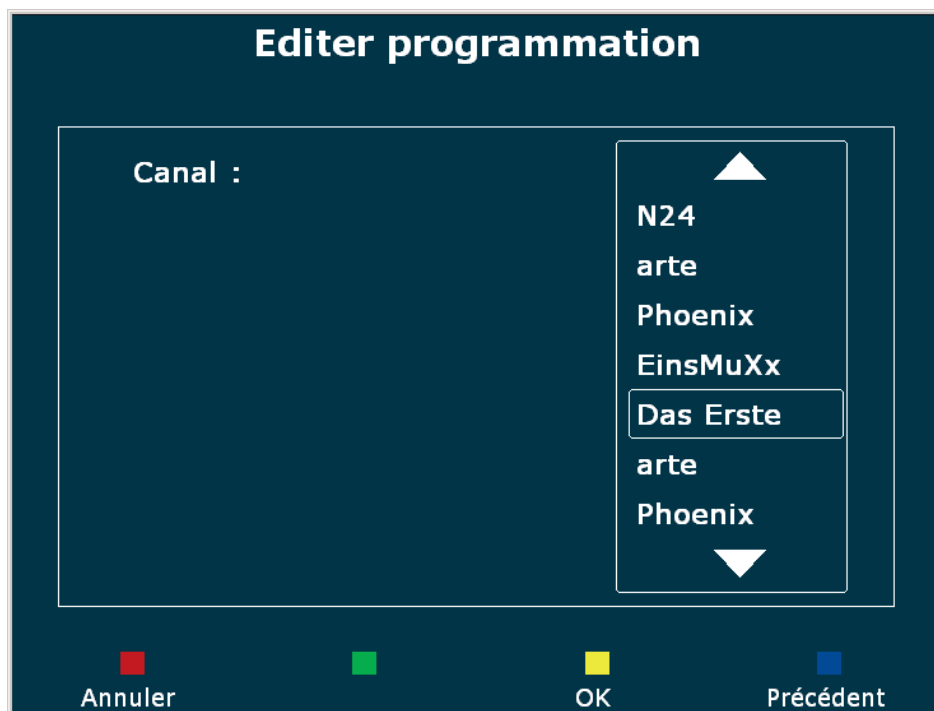 Editer programmation
Canal :
N24
arte
Phoenix
EinsMuXx
Das Erste
arte
Phoenix
Annuler OK Précédent